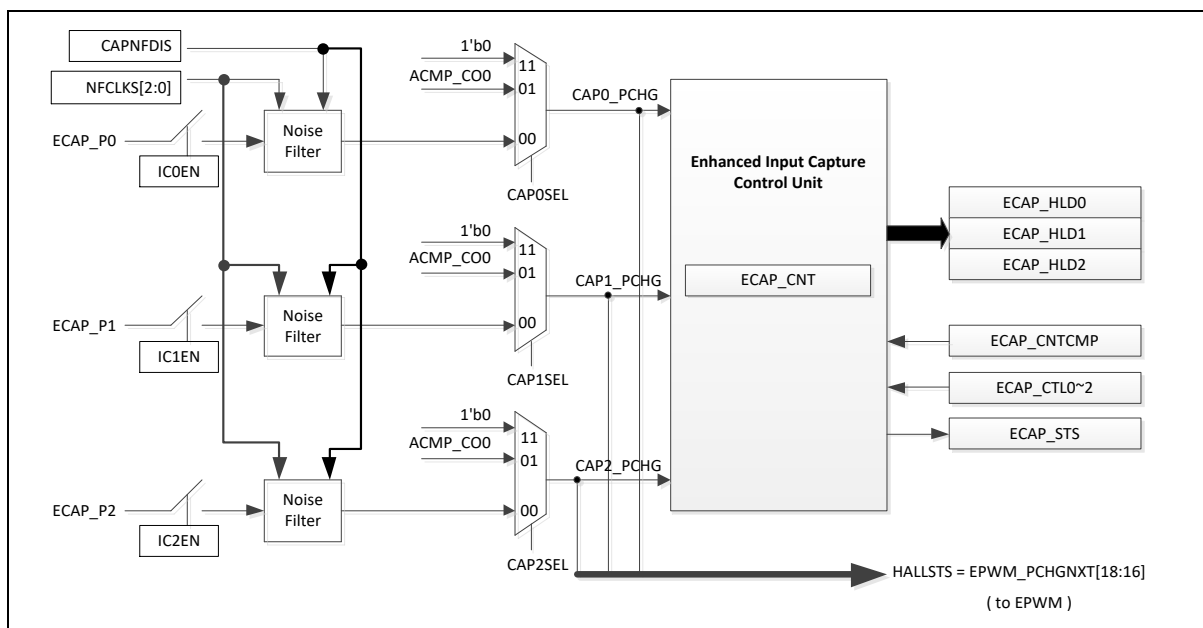 CAPNFDIS
NFCLKS[2:0]
ECAP_P0
IC0EN
Noise
Filter
1'b0
ACMP_CO0
11
01
00
CAP0SEL
CAP0_PCHG
ECAP_P1
IC1EN
Noise
Filter
1'b0
ACMP_CO0
11
01
00
CAP1SEL
CAP1_PCHG
ECAP_P2
IC2EN
Noise
Filter
1'b0
ACMP_CO0
11
01
00
CAP2SEL
CAP2_PCHG
Enhanced Input Capture
Control Unit
ECAP_CNT
ECAP_HLD0
ECAP_HLD1
ECAP_HLD2
ECAP_CNTCMP
ECAP_CTL0~2
ECAP_STS
HALLSTS = EPWM_PCHGNXT[18:16]
( to EPWM )